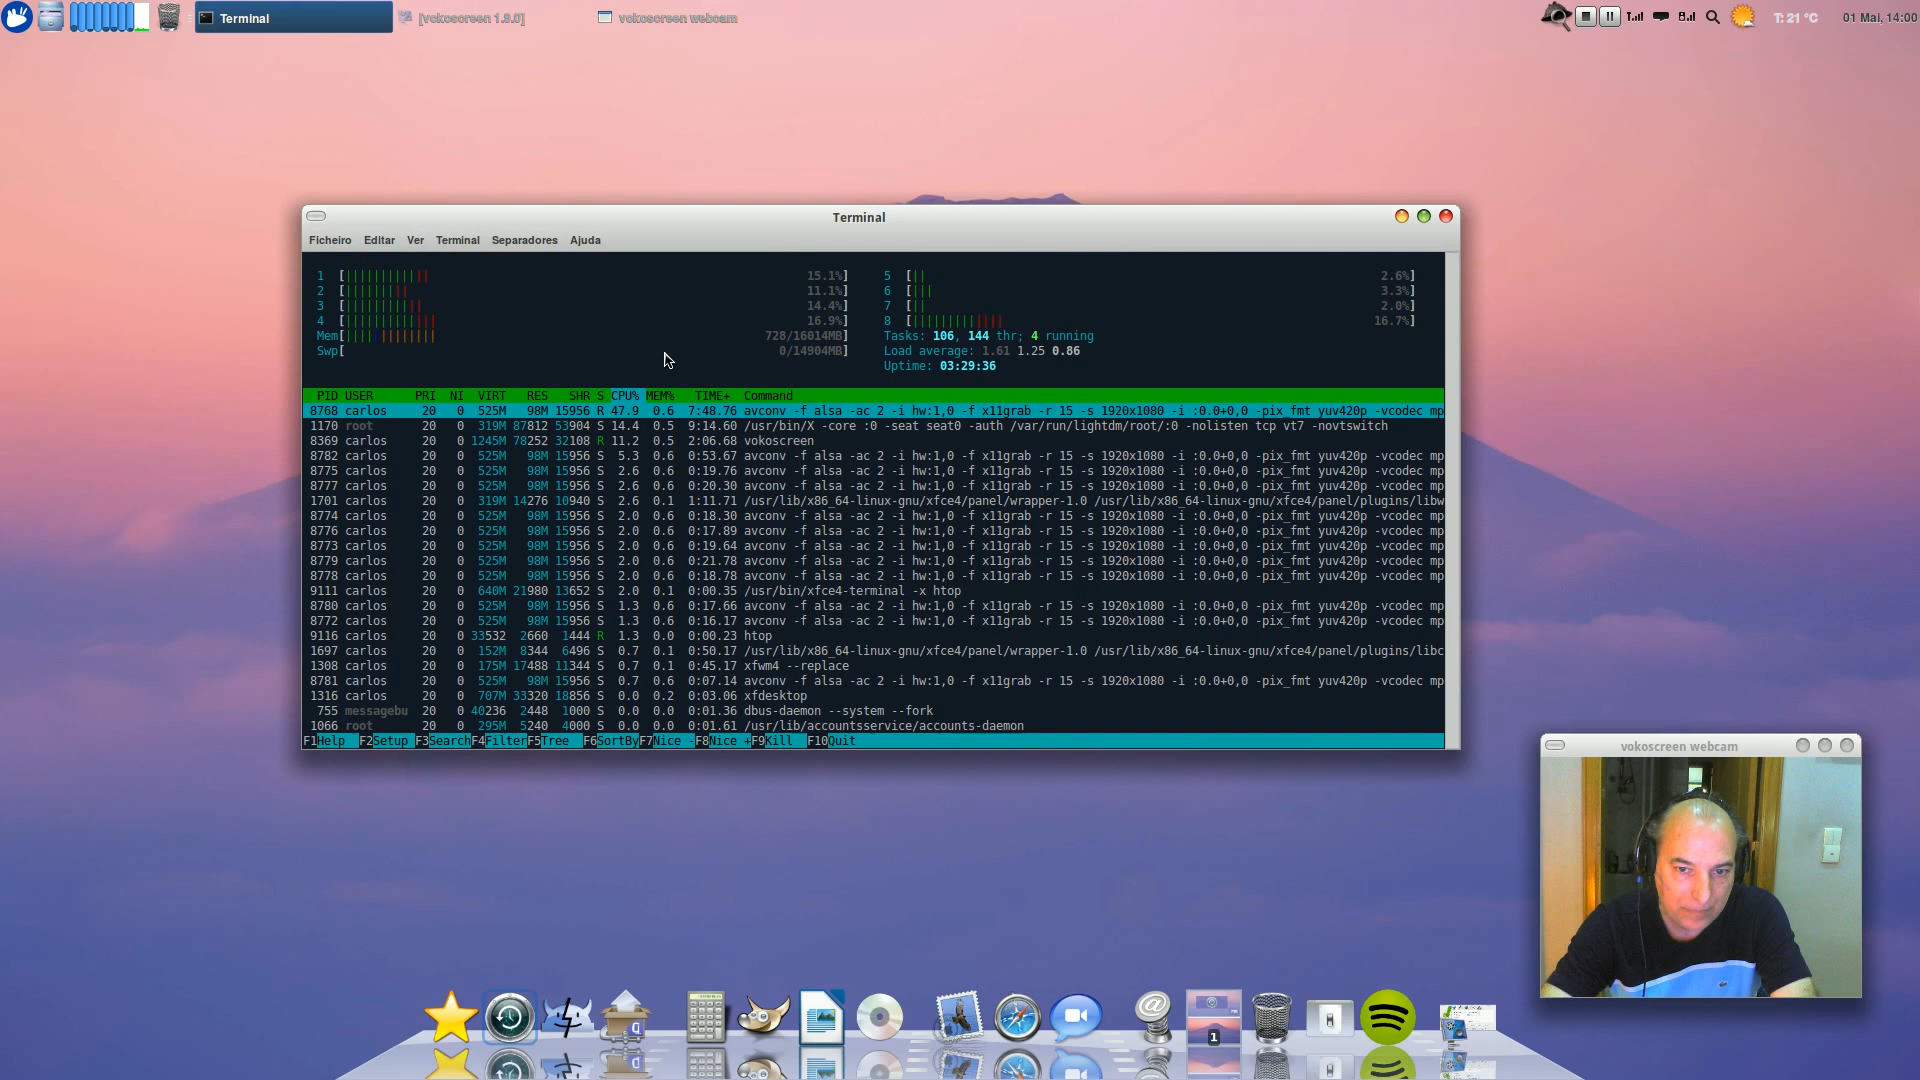 Terminal
[vokoscreen 1.9.0]
vokoscreen webcam
T: 21 °C
01 Mai, 14:00
Terminal
Ficheiro Editar Ver Terminal Separadores Ajuda
1 [|||||||||||| 15.1%] 5 [|| 2.6%]
2 [||||||||| 11.1%] 6 [||| 3.3%]
3 [||||||||||| 14.4%] 7 [|| 2.0%]
4 [||||||||||||| 16.9%] 8 [||||||||||||| 16.7%]
Mem[||||||||||||| 728/16014MB] Tasks: 106, 144 thr; 4 running
Swp[ 0/14904MB] Load average: 1.61 1.25 0.86
Uptime: 03:29:36
PID USER PRI NI VIRT RES SHR S CPU% MEM% TIME+ Command
8768 carlos 20 0 525M 98M 15956 R 47.9 0.6 7:48.76 avconv -f alsa -ac 2 -i hw:1,0 -f x11grab -r 15 -s 1920x1080 -i :0.0+0,0 -pix_fmt yuv420p -vcodec mp
1170 root 20 0 319M 87812 53904 S 14.4 0.5 9:14.60 /usr/bin/X -core :0 -seat seat0 -auth /var/run/lightdm/root/:0 -nolisten tcp vt7 -novtswitch
8369 carlos 20 0 1245M 78252 32108 R 11.2 0.5 2:06.68 vokoscreen
8782 carlos 20 0 525M 98M 15956 S 5.3 0.6 0:53.67 avconv -f alsa -ac 2 -i hw:1,0 -f x11grab -r 15 -s 1920x1080 -i :0.0+0,0 -pix_fmt yuv420p -vcodec mp
8775 carlos 20 0 525M 98M 15956 S 2.6 0.6 0:19.76 avconv -f alsa -ac 2 -i hw:1,0 -f x11grab -r 15 -s 1920x1080 -i :0.0+0,0 -pix_fmt yuv420p -vcodec mp
8777 carlos 20 0 525M 98M 15956 S 2.6 0.6 0:20.30 avconv -f alsa -ac 2 -i hw:1,0 -f x11grab -r 15 -s 1920x1080 -i :0.0+0,0 -pix_fmt yuv420p -vcodec mp
1701 carlos 20 0 319M 14276 10940 S 2.6 0.1 1:11.71 /usr/lib/x86_64-linux-gnu/xfce4/panel/wrapper-1.0 /usr/lib/x86_64-linux-gnu/xfce4/panel/plugins/libw
8774 carlos 20 0 525M 98M 15956 S 2.0 0.6 0:18.30 avconv -f alsa -ac 2 -i hw:1,0 -f x11grab -r 15 -s 1920x1080 -i :0.0+0,0 -pix_fmt yuv420p -vcodec mp
8776 carlos 20 0 525M 98M 15956 S 2.0 0.6 0:17.89 avconv -f alsa -ac 2 -i hw:1,0 -f x11grab -r 15 -s 1920x1080 -i :0.0+0,0 -pix_fmt yuv420p -vcodec mp
8773 carlos 20 0 525M 98M 15956 S 2.0 0.6 0:19.64 avconv -f alsa -ac 2 -i hw:1,0 -f x11grab -r 15 -s 1920x1080 -i :0.0+0,0 -pix_fmt yuv420p -vcodec mp
8779 carlos 20 0 525M 98M 15956 S 2.0 0.6 0:21.78 avconv -f alsa -ac 2 -i hw:1,0 -f x11grab -r 15 -s 1920x1080 -i :0.0+0,0 -pix_fmt yuv420p -vcodec mp
8778 carlos 20 0 525M 98M 15956 S 2.0 0.6 0:18.78 avconv -f alsa -ac 2 -i hw:1,0 -f x11grab -r 15 -s 1920x1080 -i :0.0+0,0 -pix_fmt yuv420p -vcodec mp
9111 carlos 20 0 640M 21980 13652 S 2.0 0.1 0:00.35 /usr/bin/xfce4-terminal -x htop
8780 carlos 20 0 525M 98M 15956 S 1.3 0.6 0:17.66 avconv -f alsa -ac 2 -i hw:1,0 -f x11grab -r 15 -s 1920x1080 -i :0.0+0,0 -pix_fmt yuv420p -vcodec mp
8772 carlos 20 0 525M 98M 15956 S 1.3 0.6 0:16.17 avconv -f alsa -ac 2 -i hw:1,0 -f x11grab -r 15 -s 1920x1080 -i :0.0+0,0 -pix_fmt yuv420p -vcodec mp
9116 carlos 20 0 33532 2660 1444 R 1.3 0.0 0:00.23 htop
1697 carlos 20 0 152M 8344 6496 S 0.7 0.1 0:50.17 /usr/lib/x86_64-linux-gnu/xfce4/panel/wrapper-1.0 /usr/lib/x86_64-linux-gnu/xfce4/panel/plugins/libc
1308 carlos 20 0 175M 17488 11344 S 0.7 0.1 0:45.17 xfwm4 --replace
8781 carlos 20 0 525M 98M 15956 S 0.7 0.6 0:07.14 avconv -f alsa -ac 2 -i hw:1,0 -f x11grab -r 15 -s 1920x1080 -i :0.0+0,0 -pix_fmt yuv420p -vcodec mp
1316 carlos 20 0 707M 33320 18856 S 0.0 0.2 0:03.06 xfdesktop
755 messagebu 20 0 40236 2448 1000 S 0.0 0.0 0:01.36 dbus-daemon --system --fork
1066 root 20 0 295M 5240 4000 S 0.0 0.0 0:01.61 /usr/lib/accountsservice/accounts-daemon
F1Help F2Setup F3SearchF4FilterF5Tree F6SortByF7Nice -F8Nice +F9Kill F10Quit
vokoscreen webcam
1